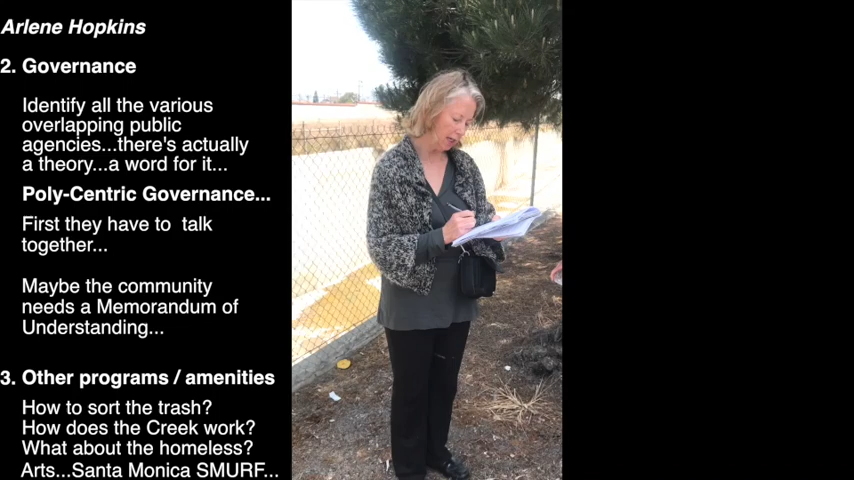 Arlene Hopkins
2. Governance
Identify all the various
overlapping public
agencies...there's actually
a theory...a word for it...
Poly-Centric Governance...
First they have to talk
together...
Maybe the community
needs a Memorandum of
Understanding...
3. Other programs / amenities
How to sort the trash?
How does the Creek work?
What about the homeless?
Arts...Santa Monica SMURF...